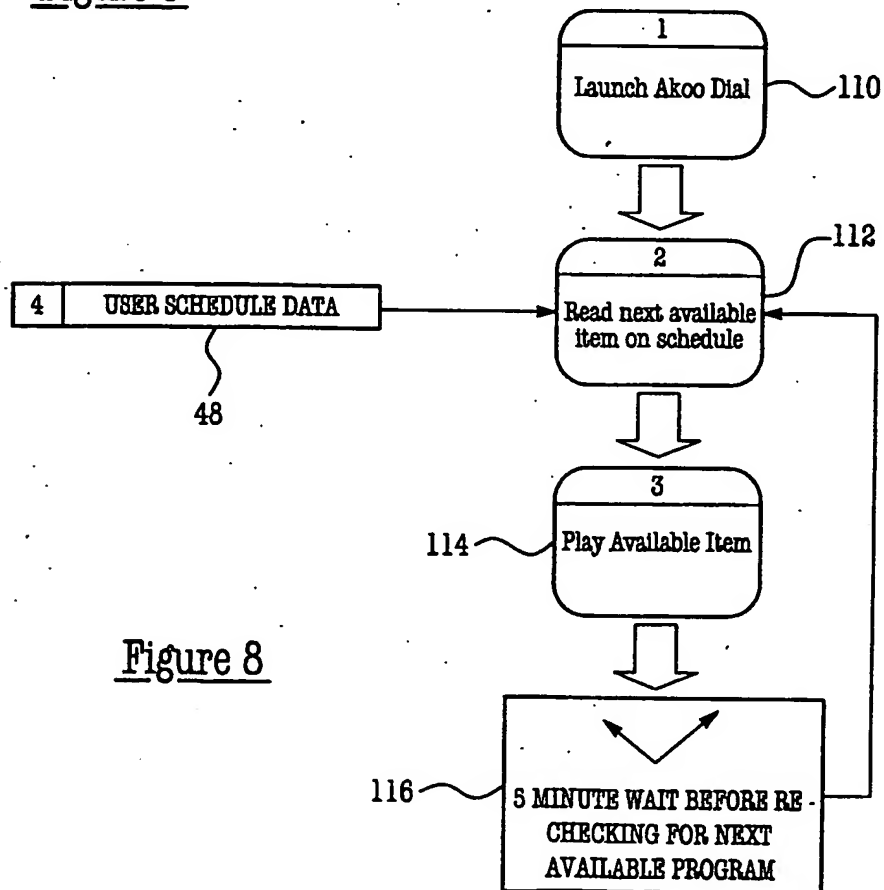 1
Launch Akoo Dial
110
2
Read next available
item on schedule
112
4 USER SCHEDULE DATA
48
3
Play Available Item
114
Figure 8
116
5 MINUTE WAIT BEFORE RE -
CHECKING FOR NEXT
AVAILABLE PROGRAM